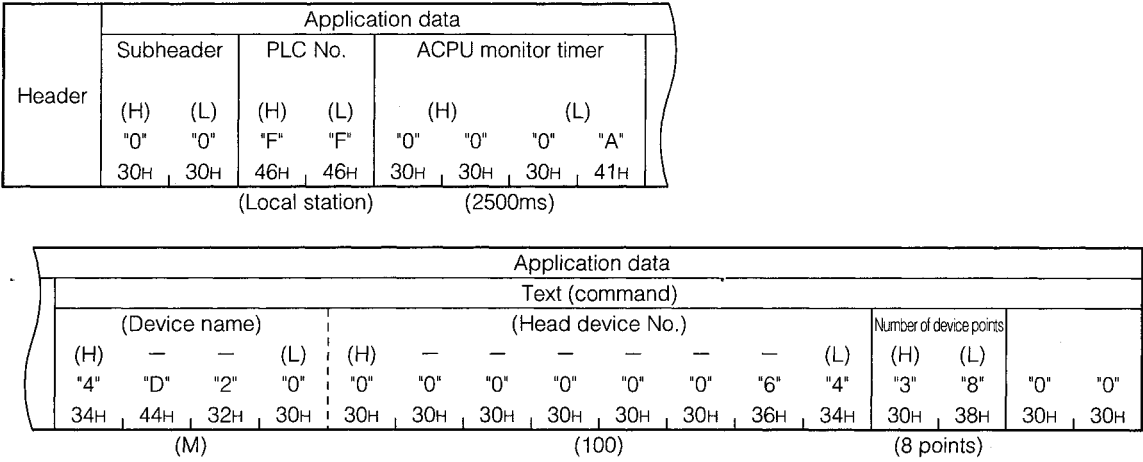 Application data
Subheader PLC No. ACPU monitor timer
Header
(H) (L) (H) (L) (H) (L)
"0" "0" "F" "F" "0" "0" "0" "A"
30H 30H 46H 46H 30H 30H 30H 41H
(Local station) (2500ms)
Application data
Text (command)
(Device name) (Head device No.) Number of device points
(H) — — (L) (H) — — — — — — (L) (H) (L)
"4" "D" "2" "0" "0" "0" "0" "0" "0" "0" "6" "4" "3" "8" "0" "0"
34H 44H 32H 30H 30H 30H 30H 30H 30H 30H 36H 34H 30H 38H 30H 30H
(M) (100) (8 points)